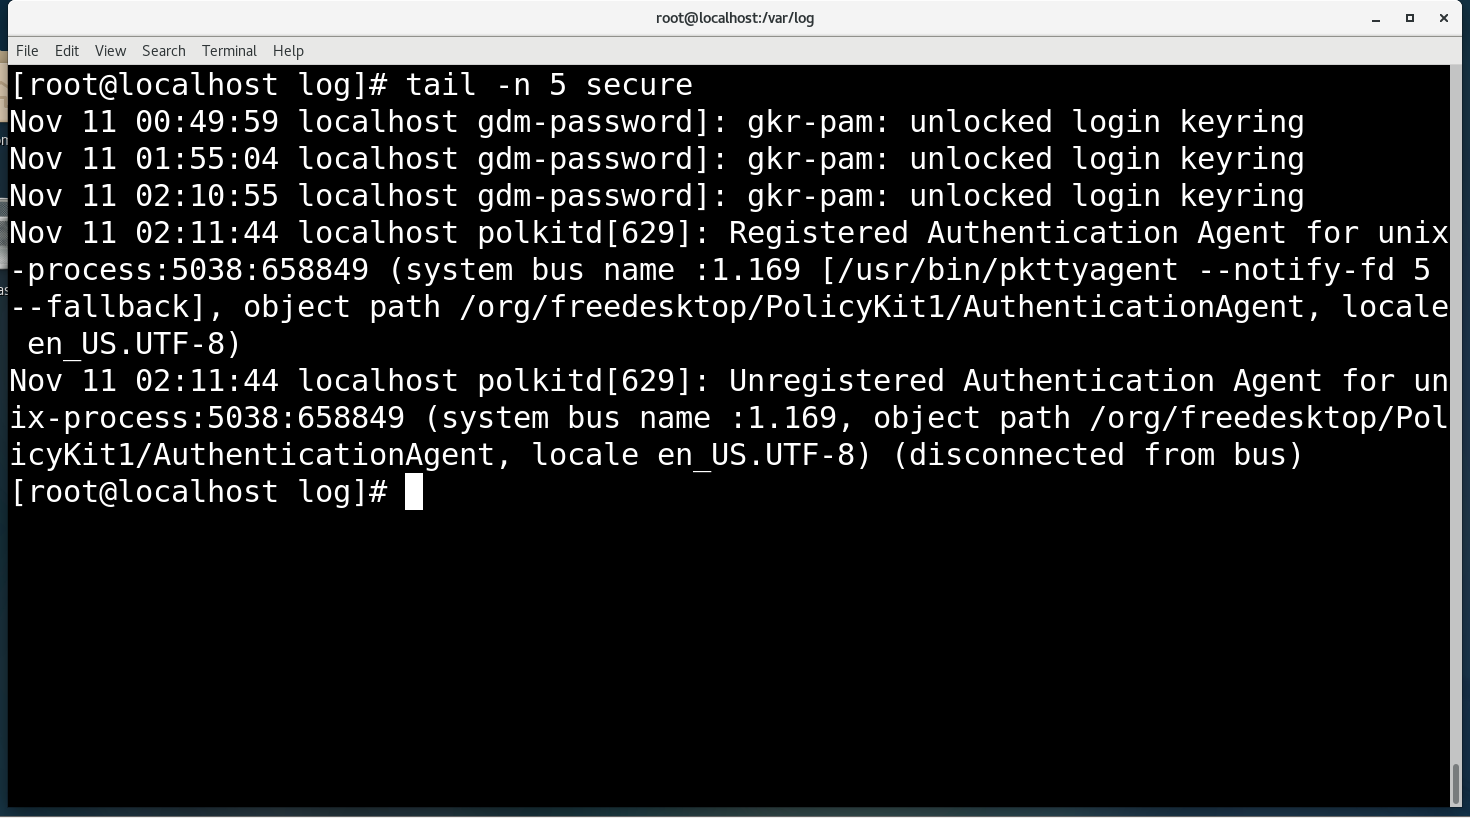 root@localhost:/var/log
File Edit View Search Terminal Help
[root@localhost log]# tail -n 5 secure
Nov 11 00:49:59 localhost gdm-password]: gkr-pam: unlocked login keyring
Nov 11 01:55:04 localhost gdm-password]: gkr-pam: unlocked login keyring
Nov 11 02:10:55 localhost gdm-password]: gkr-pam: unlocked login keyring
Nov 11 02:11:44 localhost polkitd[629]: Registered Authentication Agent for unix
-process:5038:658849 (system bus name :1.169 [/usr/bin/pkttyagent --notify-fd 5
--fallback], object path /org/freedesktop/PolicyKit1/AuthenticationAgent, locale
 en_US.UTF-8)
Nov 11 02:11:44 localhost polkitd[629]: Unregistered Authentication Agent for un
ix-process:5038:658849 (system bus name :1.169, object path /org/freedesktop/Pol
icyKit1/AuthenticationAgent, locale en_US.UTF-8) (disconnected from bus)
[root@localhost log]#